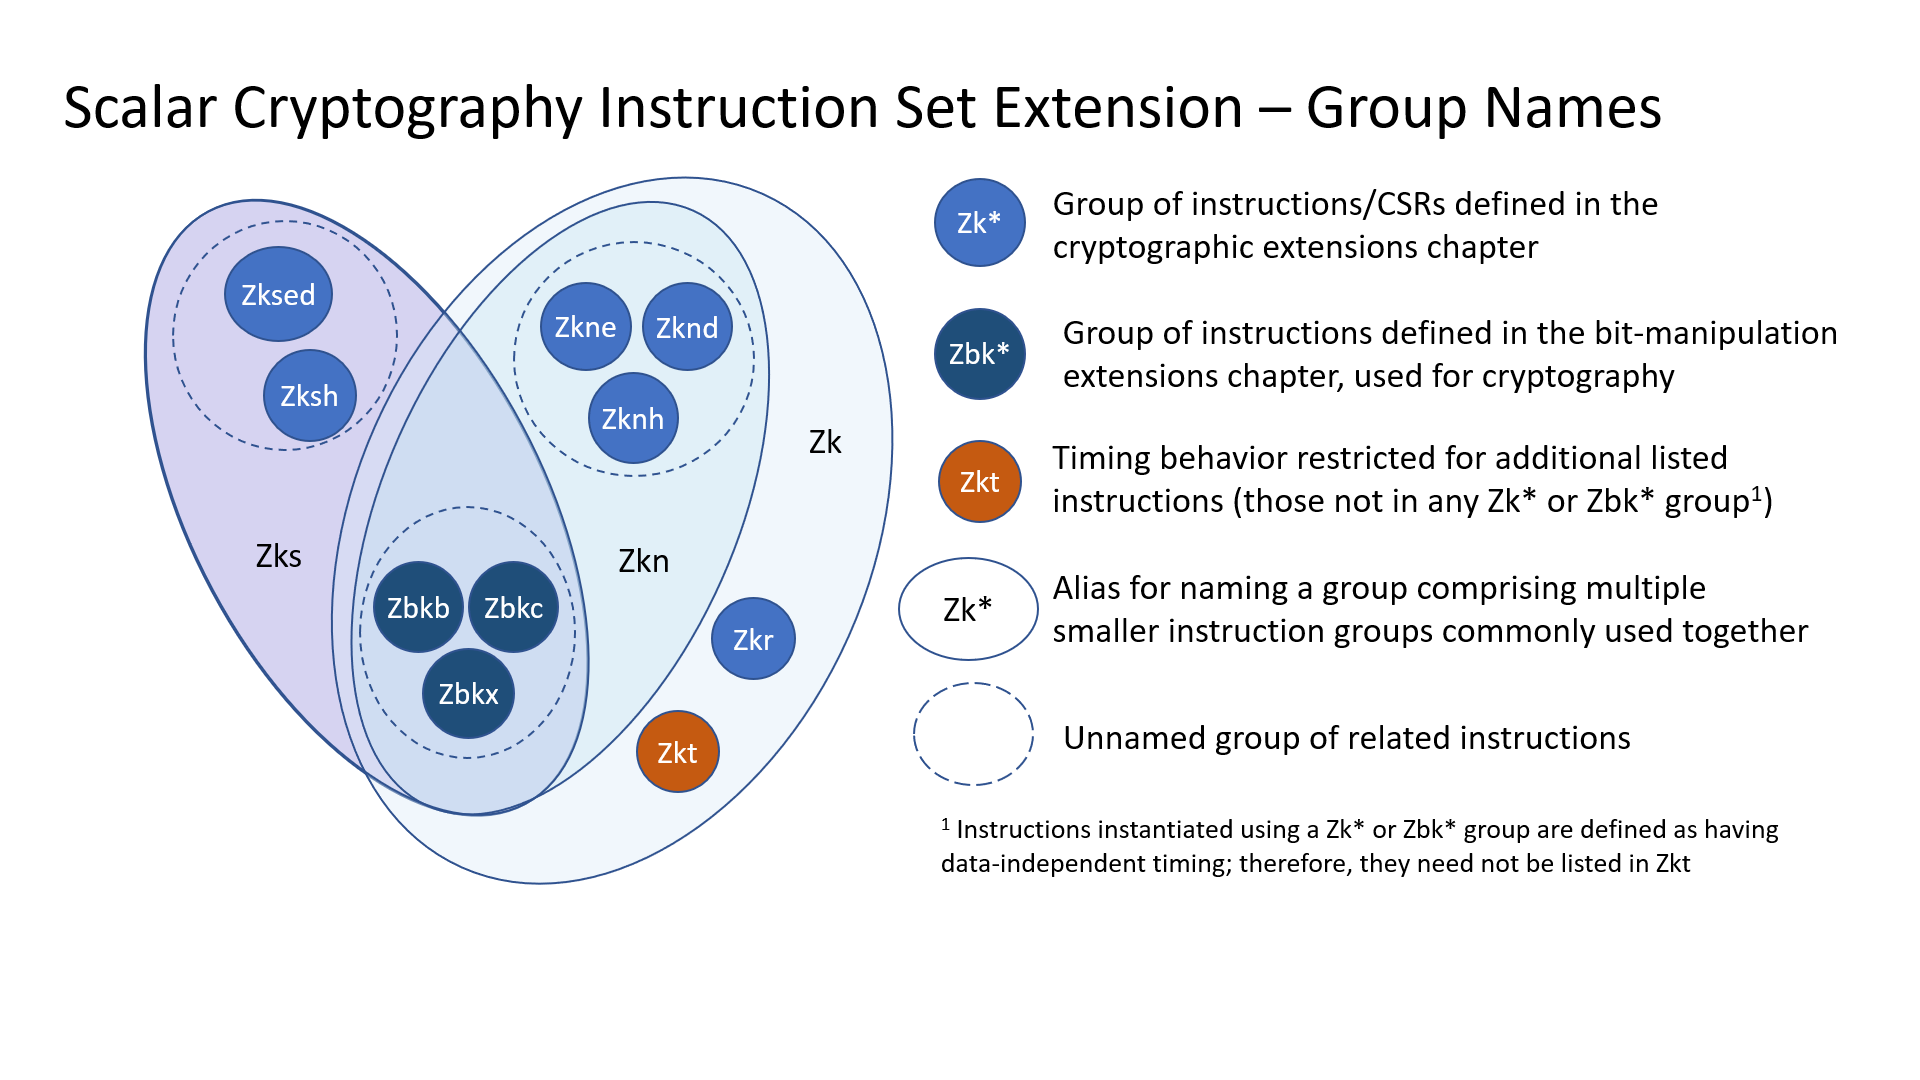 Scalar Cryptography Instruction Set Extension – Group Names
Zksed
Zksh
Zks
Zkne
Zknd
Zknh
Zk
Zkn
Zbkb
Zbkc
Zbkx
Zkr
Zkt
Zk*
Group of instructions/CSRs defined in the
cryptographic extensions chapter
Zbk*
Group of instructions defined in the bit-manipulation
extensions chapter, used for cryptography
Zkt
Timing behavior restricted for additional listed
instructions (those not in any Zk* or Zbk* group¹)
Zk*
Alias for naming a group comprising multiple
smaller instruction groups commonly used together
Unnamed group of related instructions
¹ Instructions instantiated using a Zk* or Zbk* group are defined as having
data-independent timing; therefore, they need not be listed in Zkt